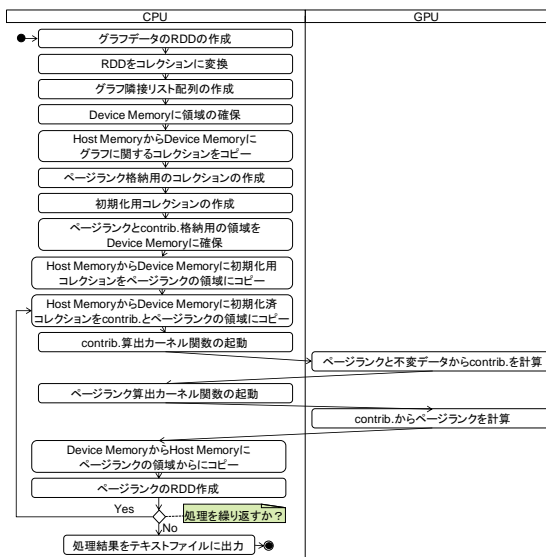 CPU
GPU
グラフデータのRDDの作成
RDDをコレクションに変換
グラフ隣接リスト配列の作成
Device Memoryに領域の確保
Host MemoryからDevice Memoryに
グラフに関するコレクションをコピー
ページランク格納用のコレクションの作成
初期化用コレクションの作成
ページランクとcontrib.格納用の領域を
Device Memoryに確保
Host MemoryからDevice Memoryに初期化用
コレクションをページランクの領域にコピー
Host MemoryからDevice Memoryに初期化済
コレクションをcontrib.とページランクの領域にコピー
contrib.算出カーネル関数の起動
ページランクと不変データからcontrib.を計算
ページランク算出カーネル関数の起動
contrib.からページランクを計算
Device MemoryからHost Memoryに
ページランクの領域からにコピー
ページランクのRDD作成
Yes
処理を繰り返すか？
No
処理結果をテキストファイルに出力